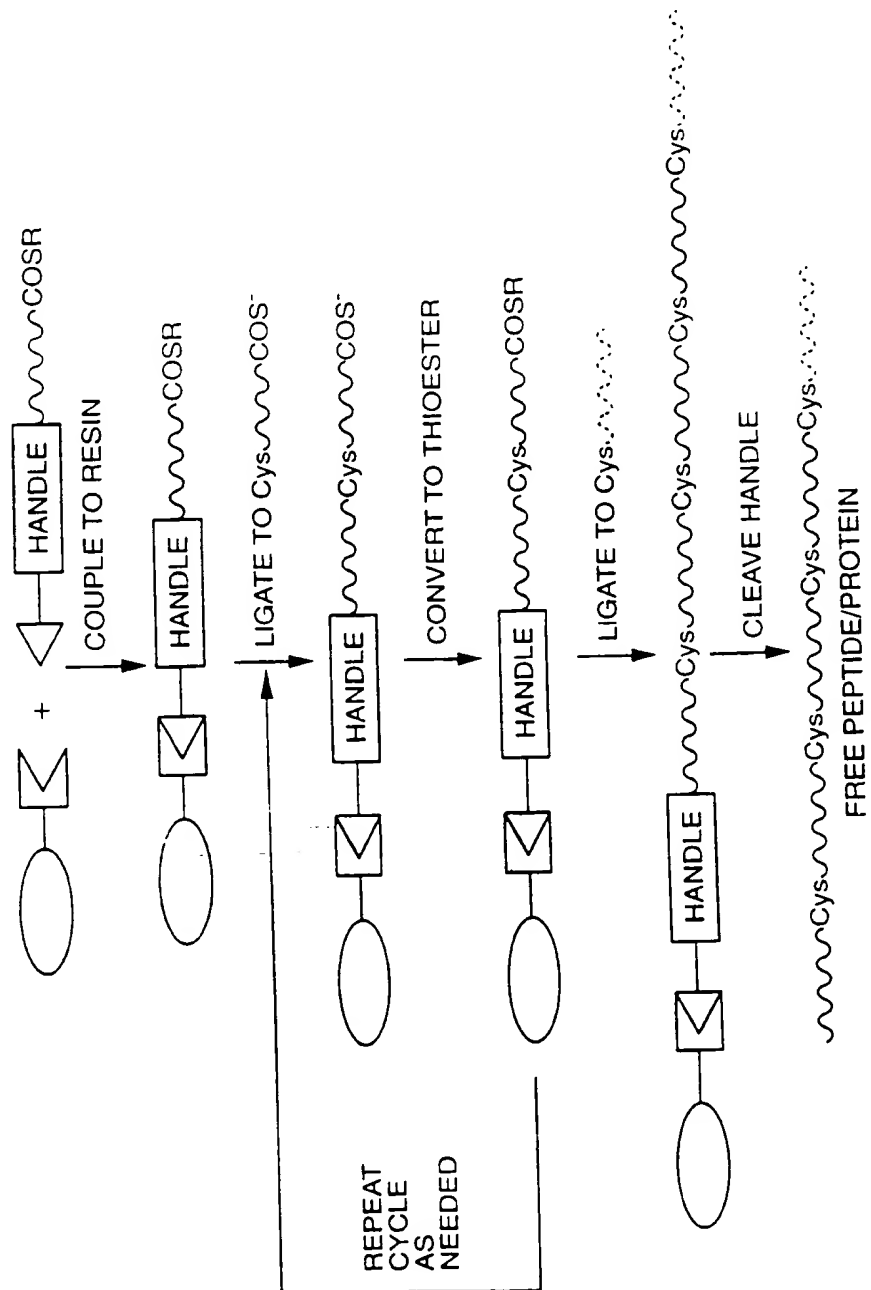 + HANDLE COSR
COUPLE TO RESIN
HANDLE COSR
LIGATE TO Cys COS⁻
HANDLE Cys COS⁻
REPEAT
CYCLE
AS
NEEDED
CONVERT TO THIOESTER
HANDLE Cys COSR
LIGATE TO Cys
HANDLE Cys Cys Cys
CLEAVE HANDLE
Cys Cys Cys
FREE PEPTIDE/PROTEIN